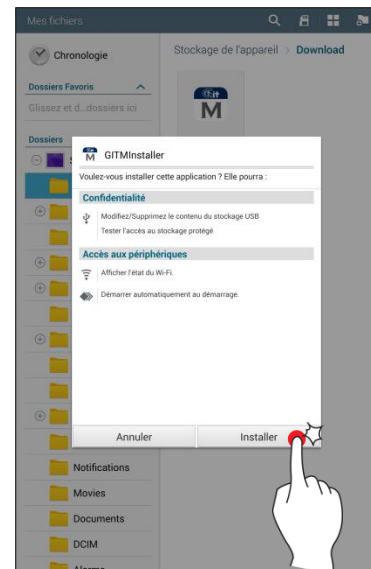 Mes fichiers
Chronologie
Stockage de l'appareil > Download
Dossiers Favoris
Glissez et d...dossiers ici
Dossiers
G-it
M
M
GITMInstaller
Voulez-vous installer cette application ? Elle pourra :
Confidentialité
Modifiez/Supprimez le contenu du stockage USB
Tester l'accès au stockage protégé
Accès aux périphériques
Afficher l'état du Wi-Fi.
Démarrer automatiquement au démarrage.
Annuler
Installer
Notifications
Movies
Documents
DCIM
Alarms